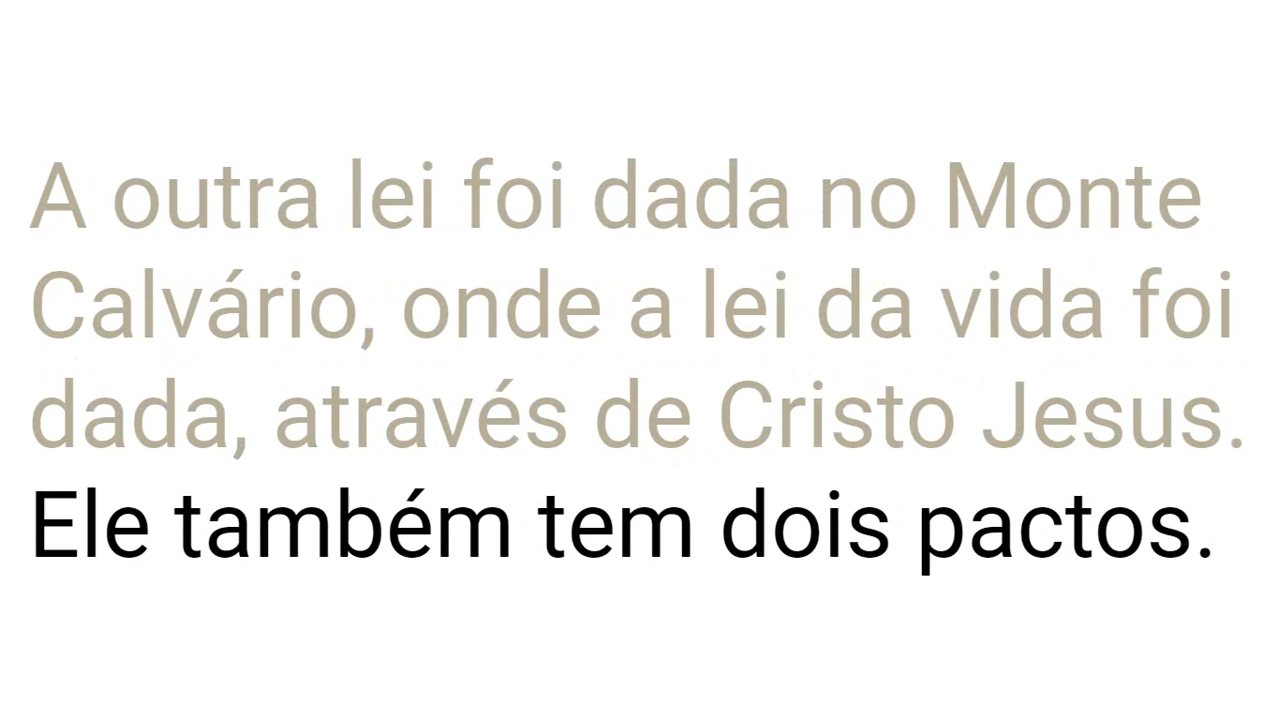 A outra lei foi dada no Monte
Calvário, onde a lei da vida foi
dada, através de Cristo Jesus.
Ele também tem dois pactos.